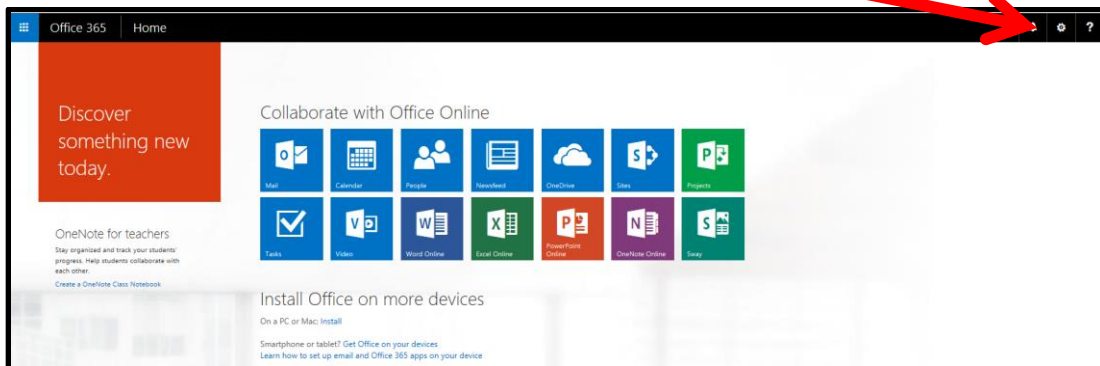 Office 365 Home ?
Discover
something new
today.
OneNote for teachers
Stay organized and track your students'
progress. Help students collaborate with
each other.
Create a OneNote Class Notebook
Collaborate with Office Online
Mail Calendar People Newsfeed OneDrive Sites Projects
Tasks Video Word Online Excel Online PowerPoint Online OneNote Online Sway
Install Office on more devices
On a PC or Mac: Install
Smartphone or tablet? Get Office on your devices
Learn how to set up email and Office 365 apps on your device